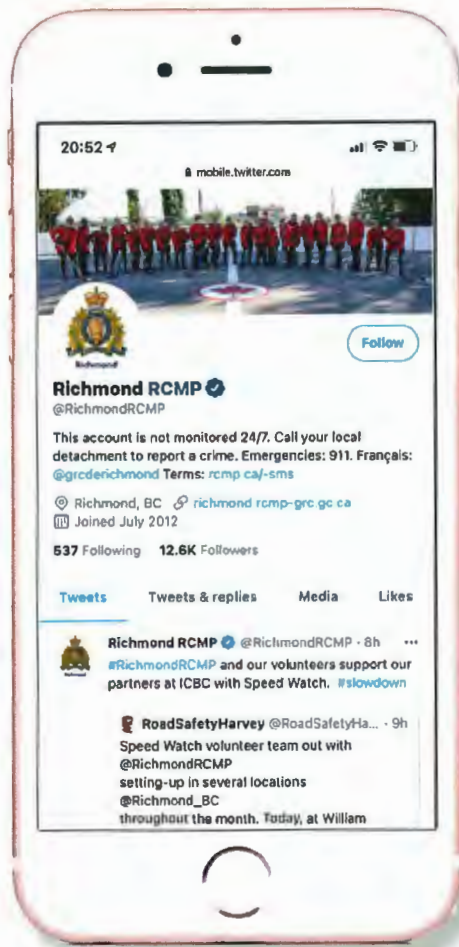 20:52
mobile.twitter.com
Richmond
Follow
Richmond RCMP
@RichmondRCMP
This account is not monitored 24/7. Call your local
detachment to report a crime. Emergencies: 911. Français:
@grcderichmond Terms: rcmp ca/-sms
Richmond, BC richmond rcmp-grc gc ca
Joined July 2012
537 Following 12.6K Followers
Tweets Tweets & replies Media Likes
Richmond RCMP @RichmondRCMP · 8h ...
#RichmondRCMP and our volunteers support our
partners at ICBC with Speed Watch. #slowdown
RoadSafetyHarvey @RoadSafetyHa... · 9h
Speed Watch volunteer team out with
@RichmondRCMP
setting-up in several locations
@Richmond_BC
throughout the month. Today, at William